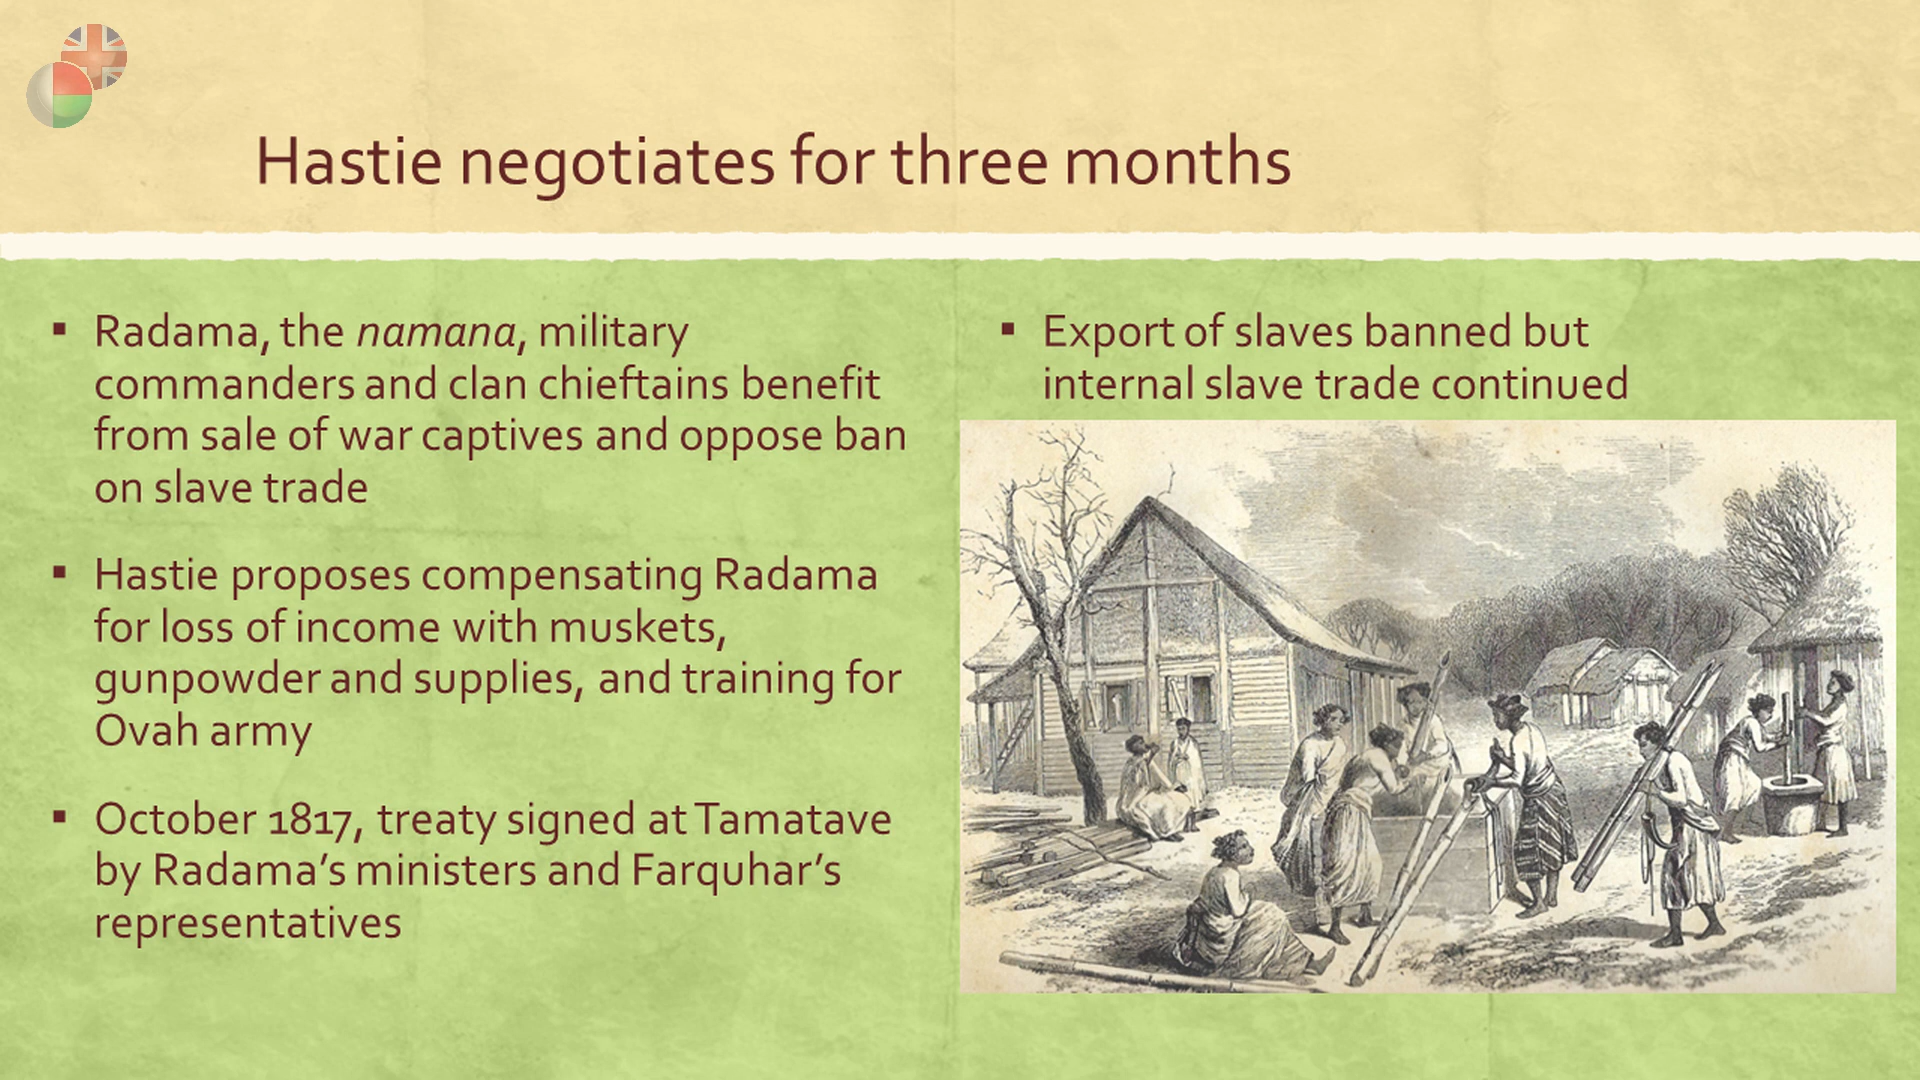 Hastie negotiates for three months
▪ Radama, the namana, military
commanders and clan chieftains benefit
from sale of war captives and oppose ban
on slave trade
▪ Hastie proposes compensating Radama
for loss of income with muskets,
gunpowder and supplies, and training for
Ovah army
▪ October 1817, treaty signed at Tamatave
by Radama’s ministers and Farquhar’s
representatives
▪ Export of slaves banned but
internal slave trade continued